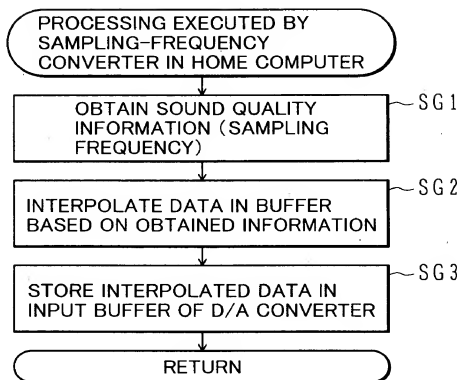 PROCESSING EXECUTED BY
SAMPLING-FREQUENCY
CONVERTER IN HOME COMPUTER
OBTAIN SOUND QUALITY
INFORMATION (SAMPLING
FREQUENCY)
SG1
INTERPOLATE DATA IN BUFFER
BASED ON OBTAINED INFORMATION
SG2
STORE INTERPOLATED DATA IN
INPUT BUFFER OF D/A CONVERTER
SG3
RETURN